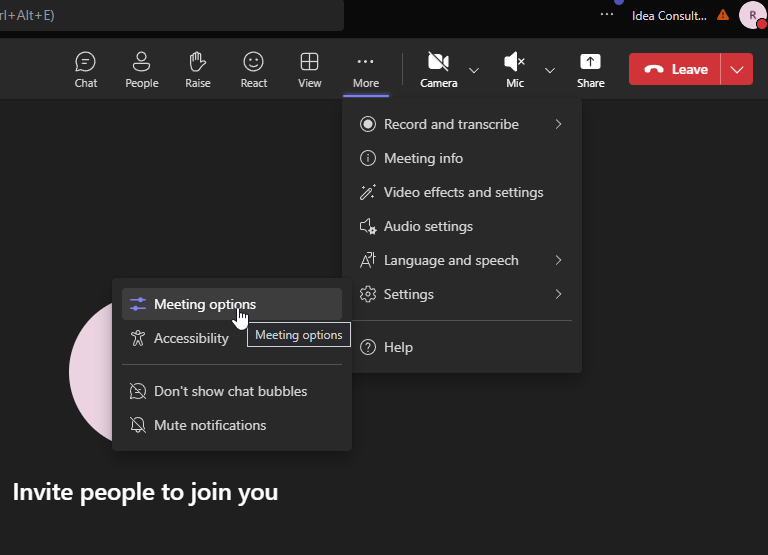 rl+Alt+E)
Idea Consult...
R
Chat
People
Raise
React
View
More
Camera
Mic
Share
Leave
Record and transcribe
Meeting info
Video effects and settings
Audio settings
Language and speech
Settings
Help
Meeting options
Accessibility
Meeting options
Don't show chat bubbles
Mute notifications
Invite people to join you